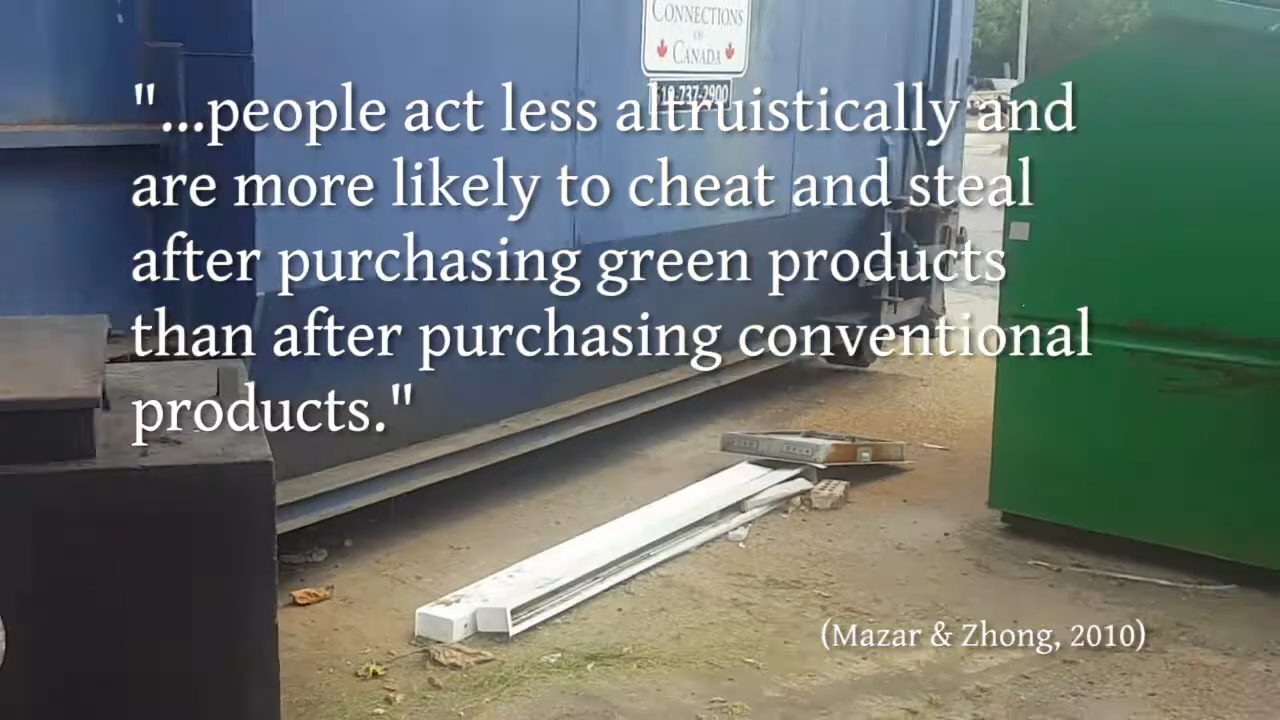 CONNECTIONS
OF
CANADA
"...people act less altruistically and
are more likely to cheat and steal
after purchasing green products
than after purchasing conventional
products."
(Mazar & Zhong, 2010)